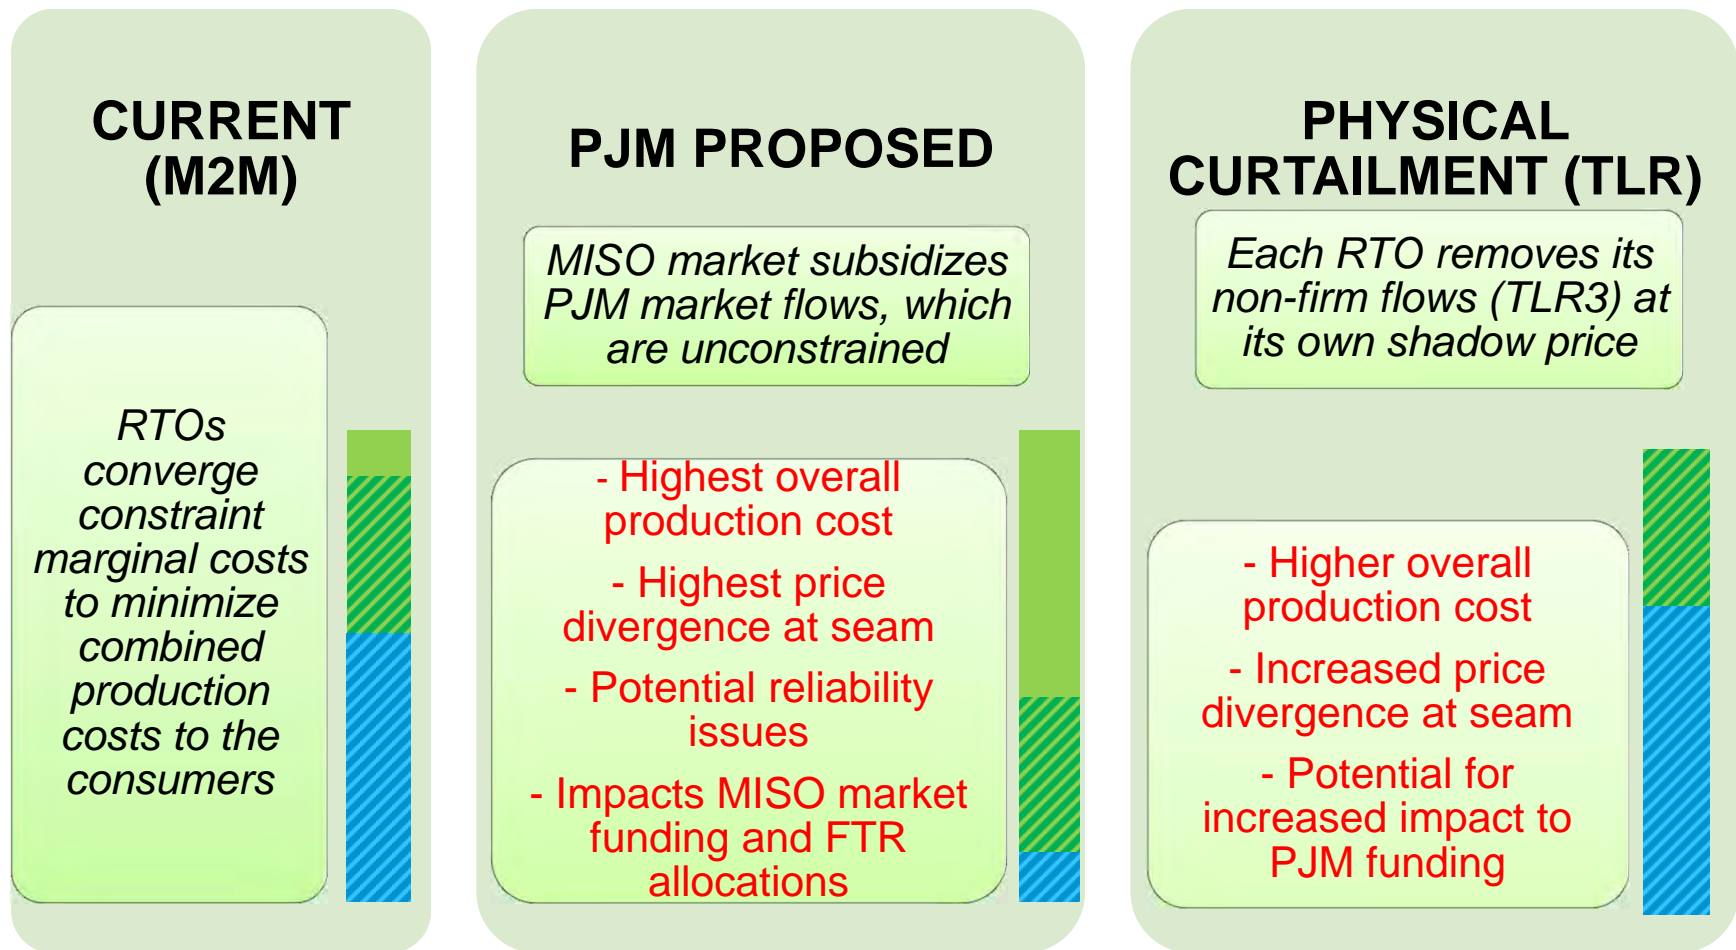 CURRENT
(M2M)
RTOs
converge
constraint
marginal costs
to minimize
combined
production
costs to the
consumers
PJM PROPOSED
MISO market subsidizes
PJM market flows, which
are unconstrained
- Highest overall
production cost
- Highest price
divergence at seam
- Potential reliability
issues
- Impacts MISO market
funding and FTR
allocations
PHYSICAL
CURTAILMENT (TLR)
Each RTO removes its
non-firm flows (TLR3) at
its own shadow price
- Higher overall
production cost
- Increased price
divergence at seam
- Potential for
increased impact to
PJM funding